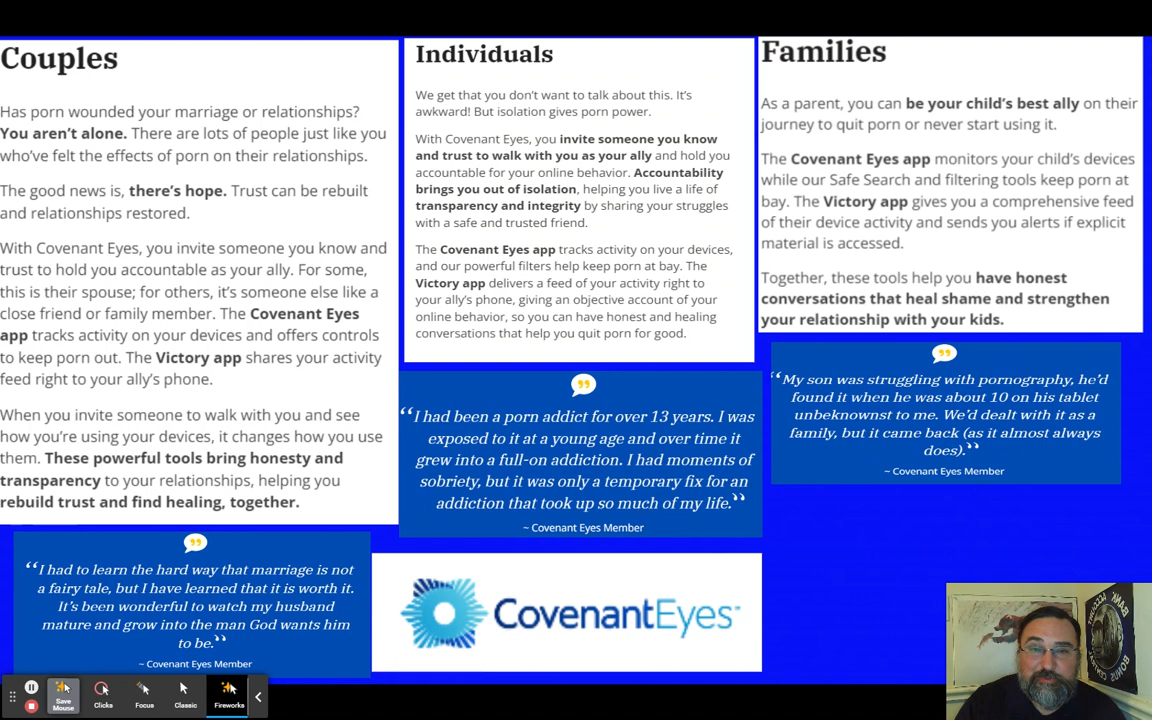 Couples
Has porn wounded your marriage or relationships?
You aren't alone. There are lots of people just like you
who've felt the effects of porn on their relationships.
The good news is, there's hope. Trust can be rebuilt
and relationships restored.
With Covenant Eyes, you invite someone you know and
trust to hold you accountable as your ally. For some,
this is their spouse; for others, it's someone else like a
close friend or family member. The Covenant Eyes
app tracks activity on your devices and offers controls
to keep porn out. The Victory app shares your activity
feed right to your ally's phone.
When you invite someone to walk with you and see
how you're using your devices, it changes how you use
them. These powerful tools bring honesty and
transparency to your relationships, helping you
rebuild trust and find healing, together.
"I had to learn the hard way that marriage is not
a fairy tale, but I have learned that it is worth it.
It's been wonderful to watch my husband
mature and grow into the man God wants him
to be."
~ Covenant Eyes Member
Individuals
We get that you don't want to talk about this. It's
awkward! But isolation gives porn power.
With Covenant Eyes, you invite someone you know
and trust to walk with you as your ally and hold you
accountable for your online behavior. Accountability
brings you out of isolation, helping you live a life of
transparency and integrity by sharing your struggles
with a safe and trusted friend.
The Covenant Eyes app tracks activity on your devices,
and our powerful filters help keep porn at bay. The
Victory app delivers a feed of your activity right to
your ally's phone, giving an objective account of your
online behavior, so you can have honest and healing
conversations that help you quit porn for good.
"I had been a porn addict for over 13 years. I was
exposed to it at a young age and over time it
grew into a full-on addiction. I had moments of
sobriety, but it was only a temporary fix for an
addiction that took up so much of my life."
~ Covenant Eyes Member
CovenantEyes
Families
As a parent, you can be your child's best ally on their
journey to quit porn or never start using it.
The Covenant Eyes app monitors your child's devices
while our Safe Search and filtering tools keep porn at
bay. The Victory app gives you a comprehensive feed
of their device activity and sends you alerts if explicit
material is accessed.
Together, these tools help you have honest
conversations that heal shame and strengthen
your relationship with your kids.
"My son was struggling with pornography, he'd
found it when he was about 10 on his tablet
unbeknownst to me. We'd dealt with it as a
family, but it came back (as it almost always
does)."
~ Covenant Eyes Member
Save
Mouse
Clicks
Focus
Classic
Fireworks